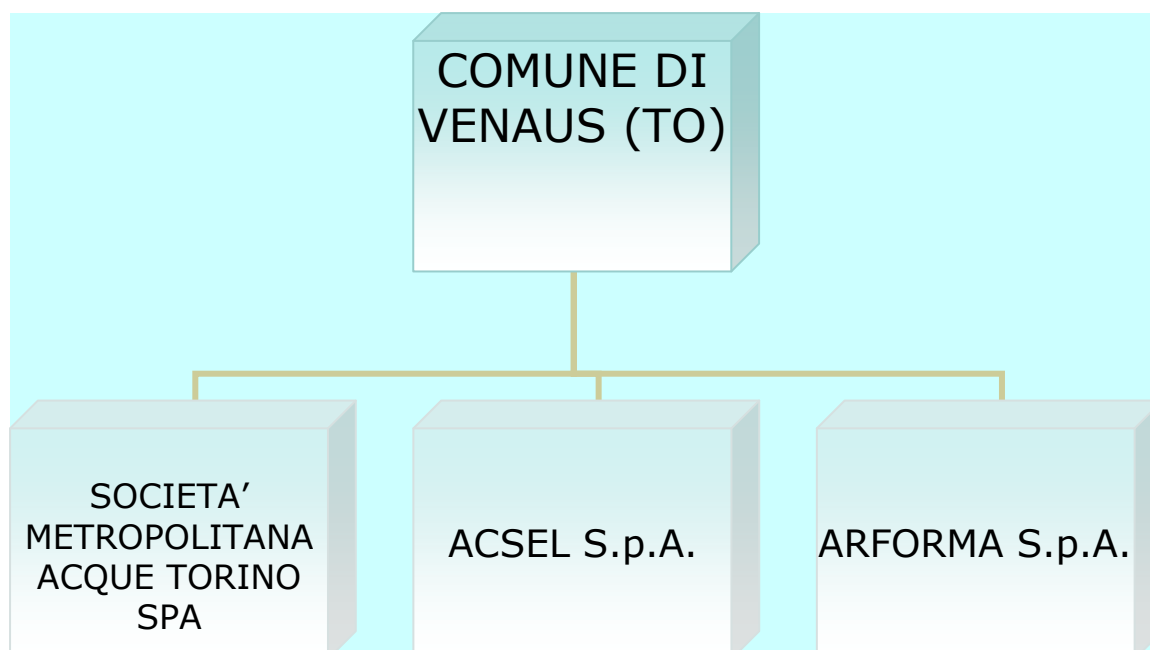 COMUNE DI
VENAUS (TO)
SOCIETA’
METROPOLITANA
ACQUE TORINO
SPA
ACSEL S.p.A.
ARFORMA S.p.A.